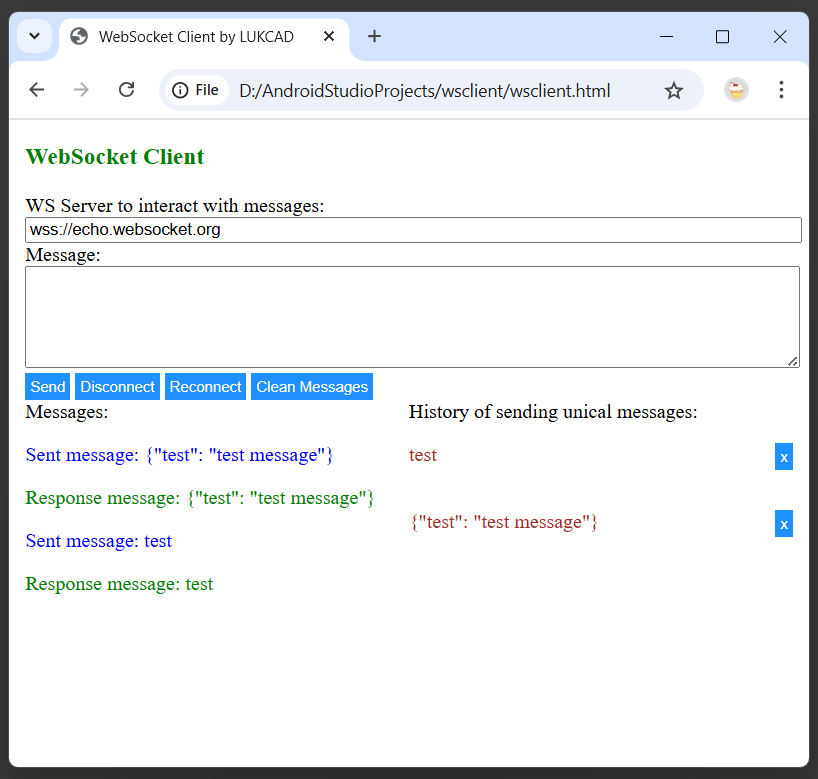 WebSocket Client by LUKCAD
File D:/AndroidStudioProjects/wsclient/wsclient.html
WebSocket Client
WS Server to interact with messages:
wss://echo.websocket.org
Message:
Send Disconnect Reconnect Clean Messages
Messages:
Sent message: {"test": "test message"}
Response message: {"test": "test message"}
Sent message: test
Response message: test
History of sending unical messages:
test x
{"test": "test message"} x